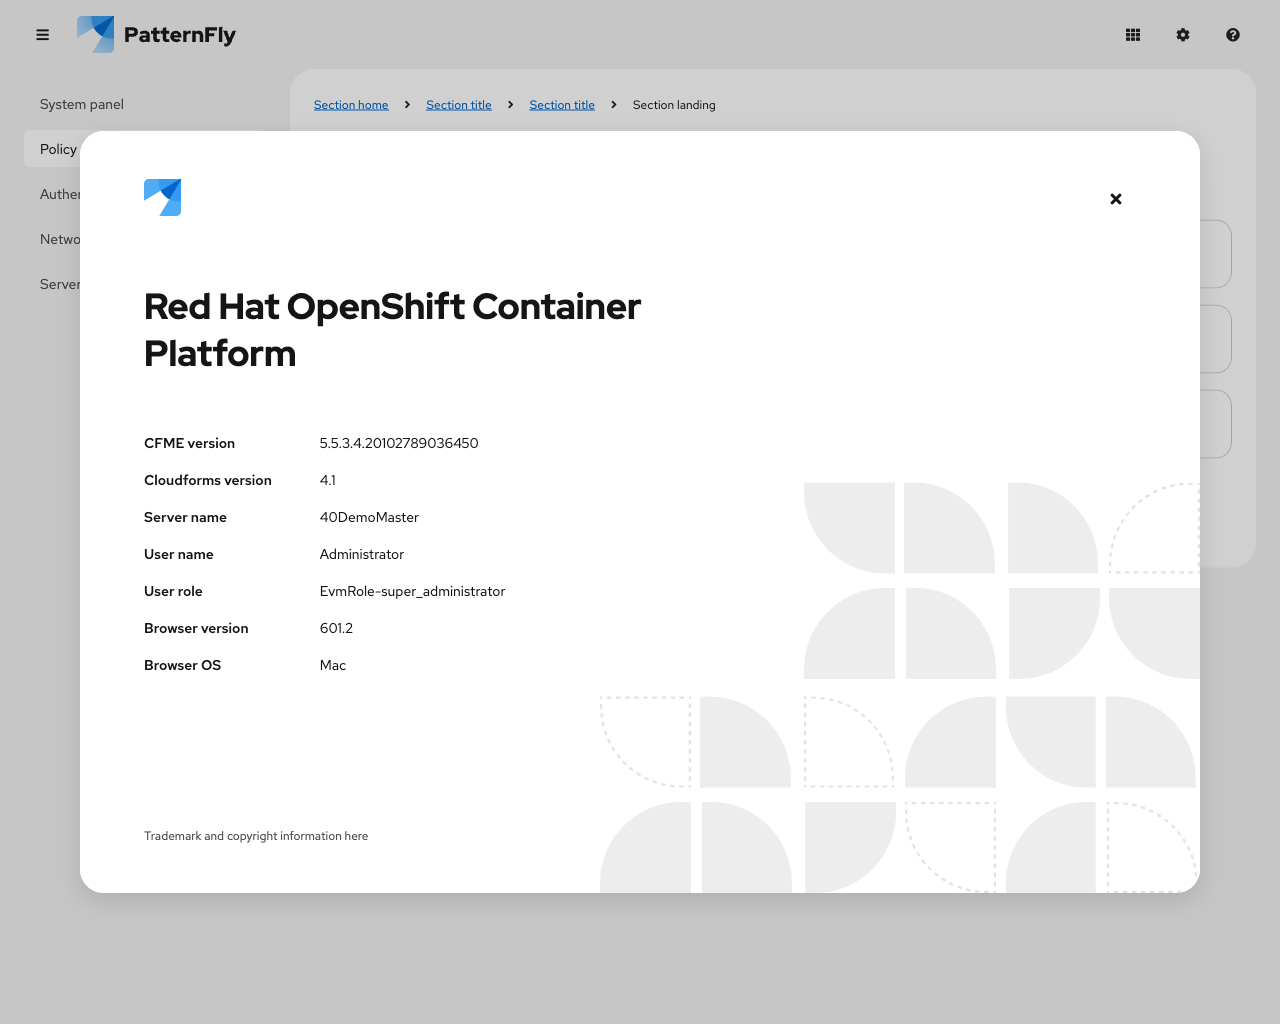 PatternFly
System panel
Section home
Section title
Section title
Section landing
Policy
Authe
Netwo
Server
Red Hat OpenShift Container
Platform
CFME version 5.5.3.4.20102789036450
Cloudforms version 4.1
Server name 40DemoMaster
User name Administrator
User role EvmRole-super_administrator
Browser version 601.2
Browser OS Mac
Trademark and copyright information here